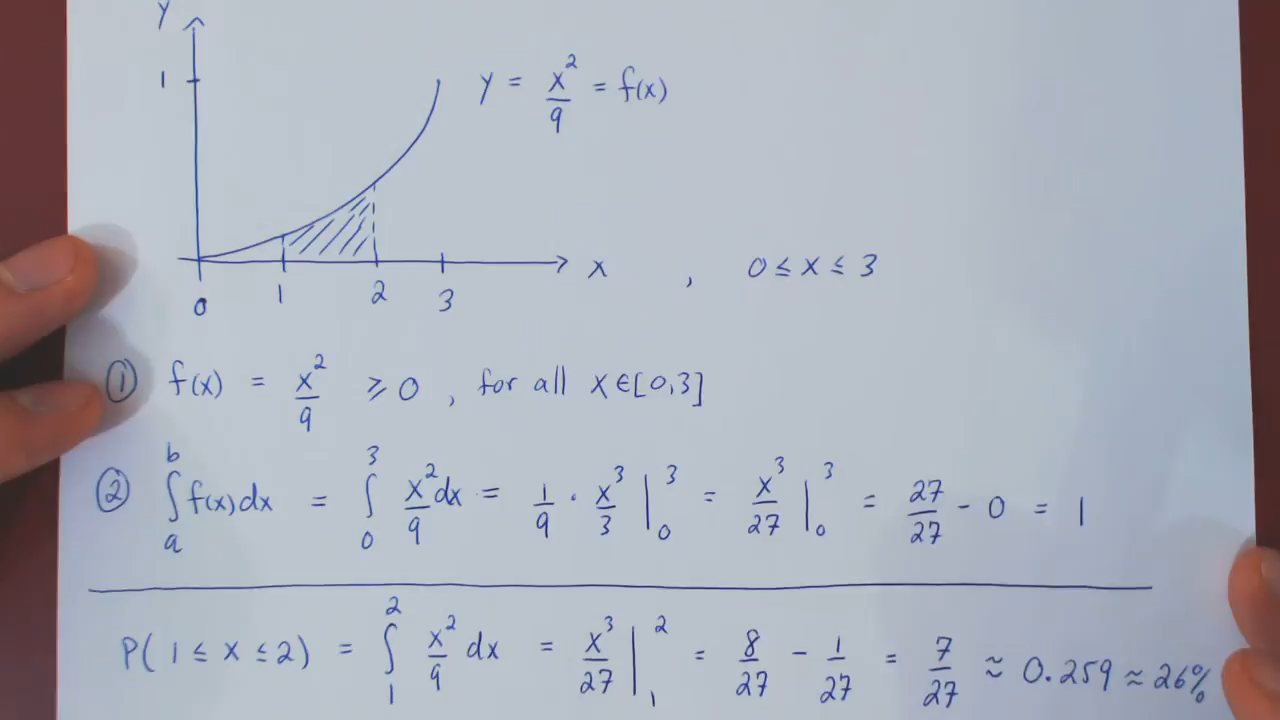 Y
1
y = x²/9 = f(x)
x , 0 ≤ x ≤ 3
0 1 2 3
① f(x) = x²/9 ≥ 0 , for all x∈[0,3]
② ∫ₐᵇ f(x)dx = ∫₀³ x²/9 dx = 1/9 · x³/3 |₀³ = x³/27 |₀³ = 27/27 - 0 = 1
P(1 ≤ x ≤ 2) = ∫₁² x²/9 dx = x³/27 |₁² = 8/27 - 1/27 = 7/27 ≈ 0.259 ≈ 26%